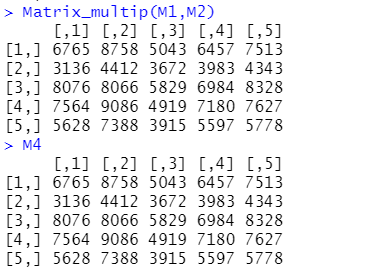 > Matrix_multip(M1,M2)
     [,1] [,2] [,3] [,4] [,5]
[1,] 6765 8758 5043 6457 7513
[2,] 3136 4412 3672 3983 4343
[3,] 8076 8066 5829 6984 8328
[4,] 7564 9086 4919 7180 7627
[5,] 5628 7388 3915 5597 5778
> M4
     [,1] [,2] [,3] [,4] [,5]
[1,] 6765 8758 5043 6457 7513
[2,] 3136 4412 3672 3983 4343
[3,] 8076 8066 5829 6984 8328
[4,] 7564 9086 4919 7180 7627
[5,] 5628 7388 3915 5597 5778